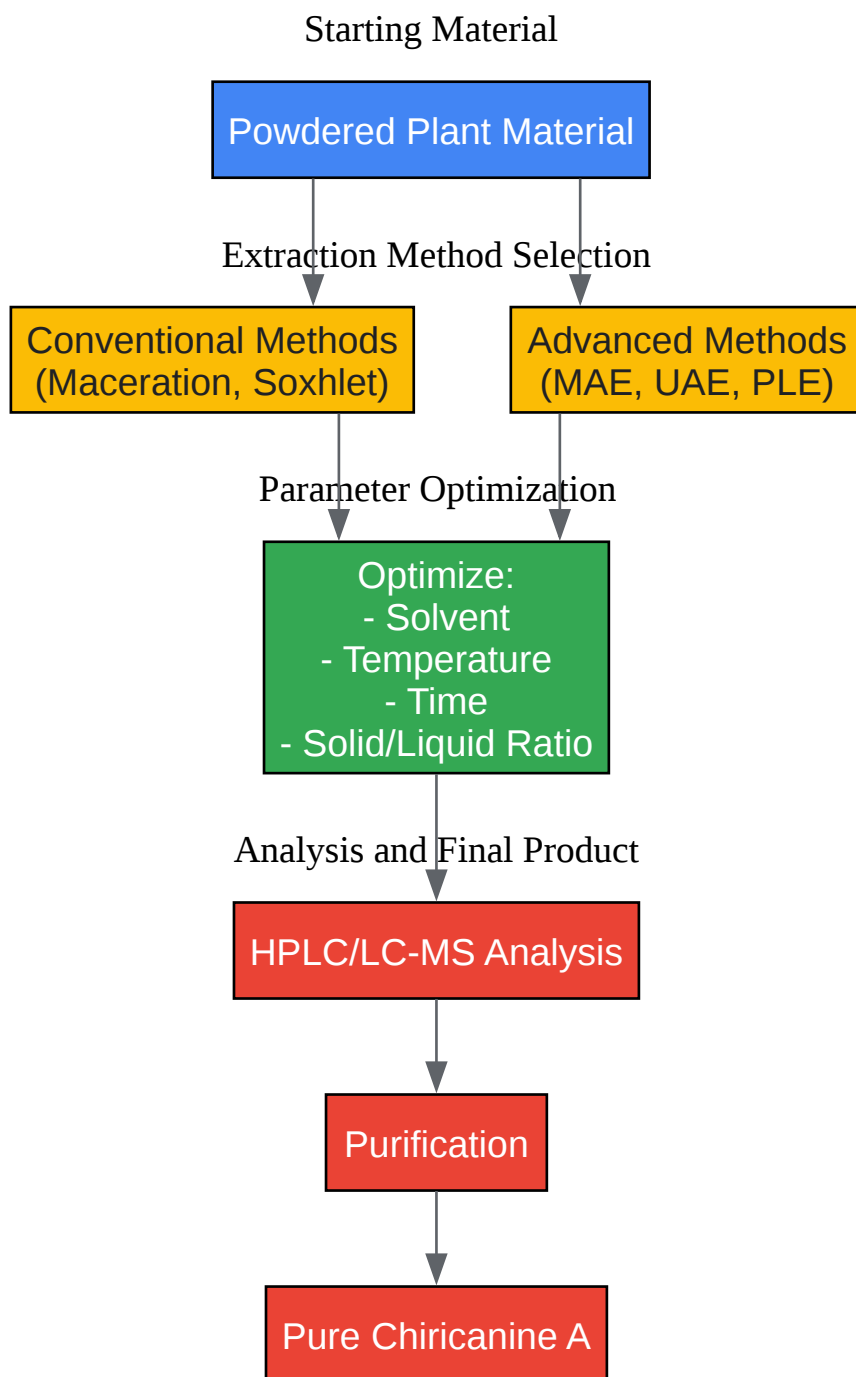 Starting Material
Powdered Plant Material
Extraction Method Selection
Conventional Methods
(Maceration, Soxhlet)
Advanced Methods
(MAE, UAE, PLE)
Parameter Optimization
Optimize:
- Solvent
- Temperature
- Time
- Solid/Liquid Ratio
Analysis and Final Product
HPLC/LC-MS Analysis
Purification
Pure Chiricanine A